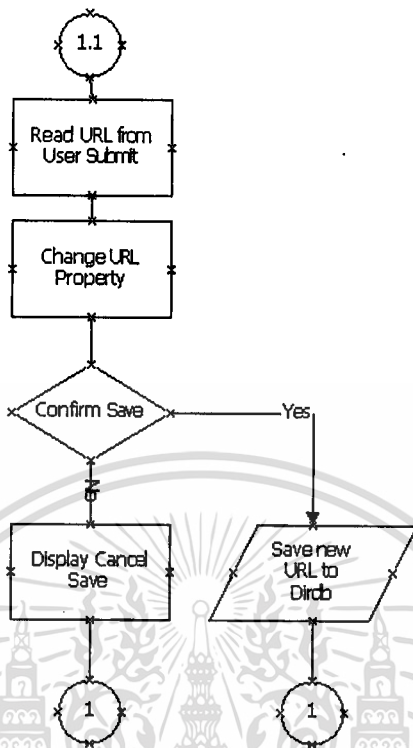 1.1
Read URL from
User Submit
Change URL
Property
Confirm Save
Yes
No
Display Cancel
Save
Save new
URL to
Dirdb
1
1